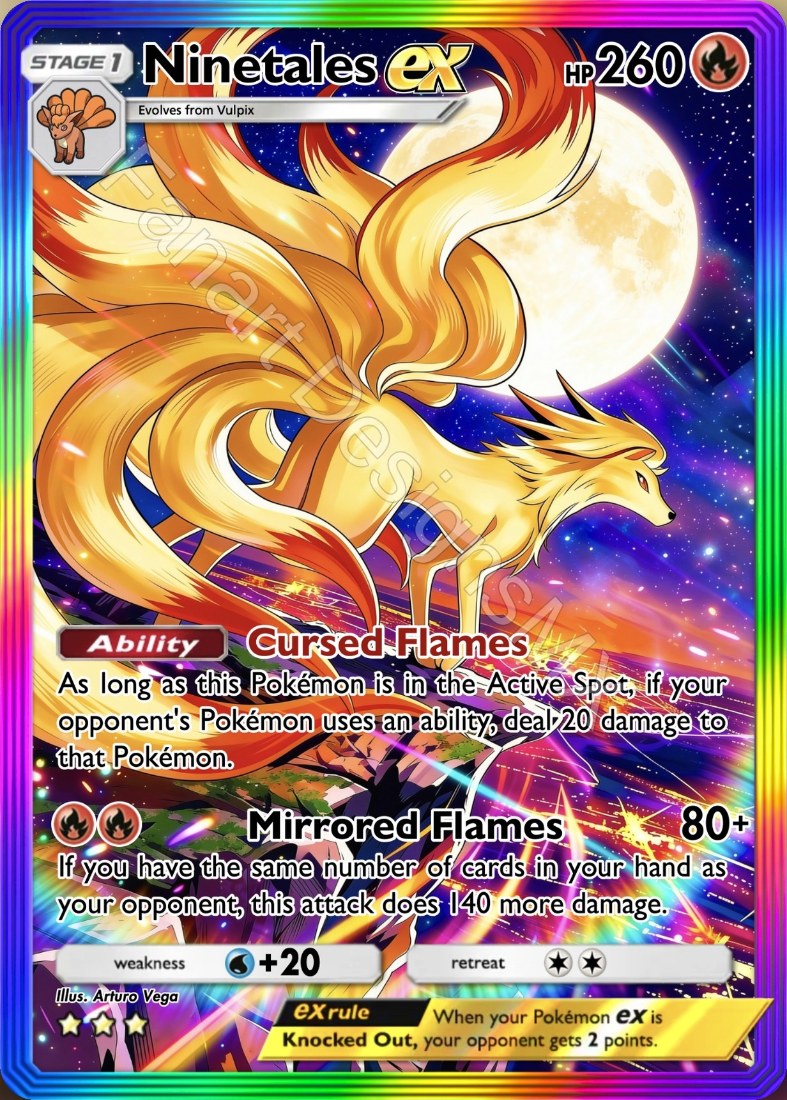 STAGE 1
Ninetales ex
HP 260
Evolves from Vulpix
Fanart DesignsMx
Ability Cursed Flames
As long as this Pokémon is in the Active Spot, if your
opponent's Pokémon uses an ability, deal 20 damage to
that Pokémon.
Mirrored Flames 80+
If you have the same number of cards in your hand as
your opponent, this attack does 140 more damage.
weakness +20 retreat
Illus. Arturo Vega
ex rule When your Pokémon ex is
Knocked Out, your opponent gets 2 points.